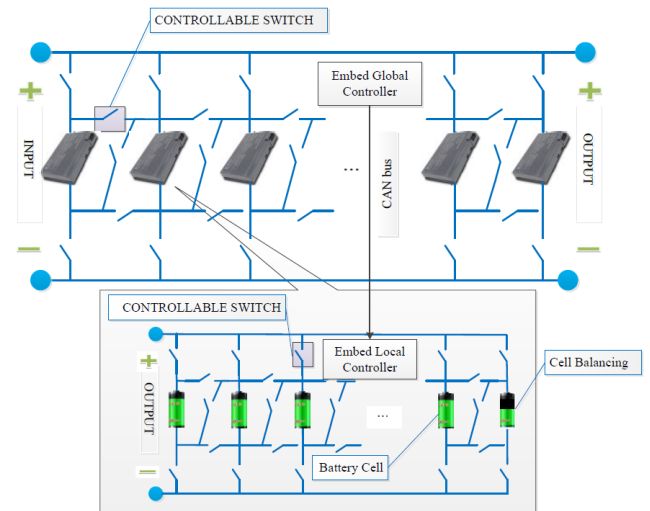 CONTROLLABLE SWITCH
Embed Global
Controller
+
+
INPUT
...
CAN bus
OUTPUT
−
−
CONTROLLABLE SWITCH
Embed Local
Controller
+
Cell Balancing
OUTPUT
...
−
Battery Cell